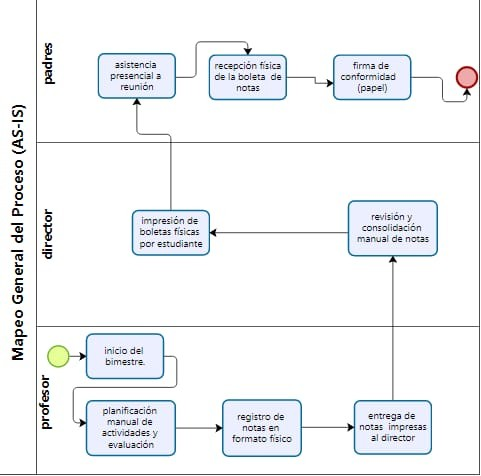 Mapeo General del Proceso (AS-IS)
padres
asistencia
presencial a
reunión
recepción física
de la boleta de
notas
firma de
conformidad
(papel)
director
impresión de
boletas físicas
por estudiante
revisión y
consolidación
manual de notas
profesor
inicio del
bimestre.
planificación
manual de
actividades y
evaluación
registro de
notas en
formato físico
entrega de
notas impresas
al director